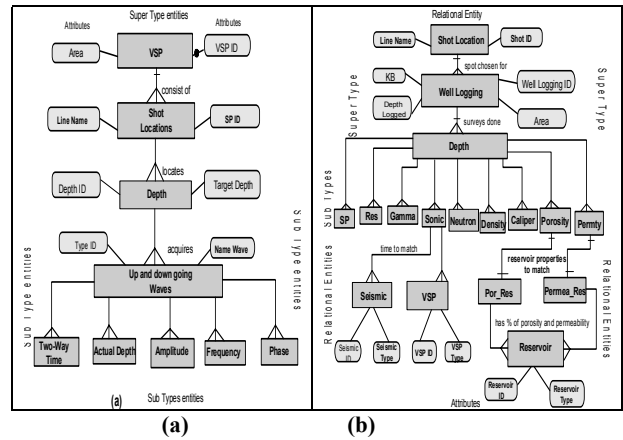 Super Type entities
Attributes
Attributes
Area
VSP
VSP ID
consist of
Line Name
Shot
Locations
SP ID
locates
Depth ID
Depth
Target Depth
acquires
Type ID
Name Wave
Up and down going
Waves
Sub Type entities
Sub Type entities
Two-Way
Time
Actual Depth
Amplitude
Frequency
Phase
(a)
Sub Types entities
(a)
Relational Entity
Line Name
Shot Location
Shot ID
spot chosen for
KB
Well Logging
Well Logging ID
Depth
Logged
Area
Super Type
Super Type
surveys done
Depth
Sub Types
SP
Res
Gamma
Sonic
Neutron
Density
Caliper
Porosity
Permty
time to match
reservoir properties
to match
Seismic
VSP
Por_Res
Permea_Res
Relational Entities
Relational Entities
has % of porosity and permeability
Seismic
Seismic
Type
VSP ID
VSP
Type
Reservoir
Reservoir
ID
Reservoir
Type
Attributes
(b)